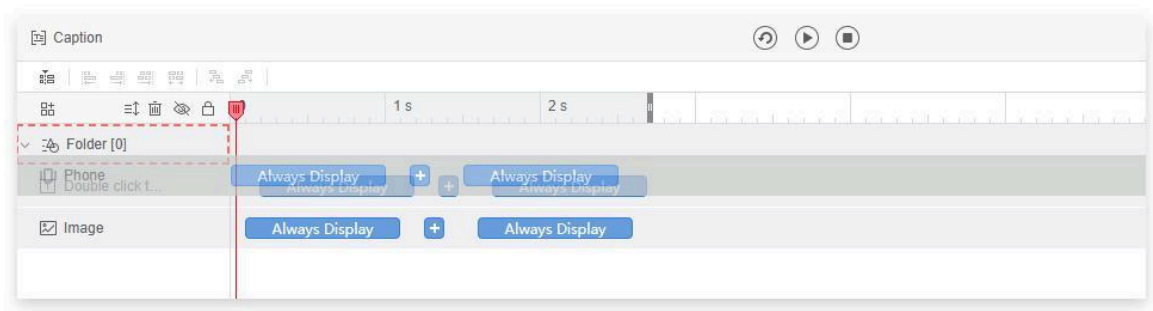 Caption
1 s 2 s
Folder [0]
Phone Always Display + Always Display
Double click t... Always Display + Always Display
Image Always Display + Always Display